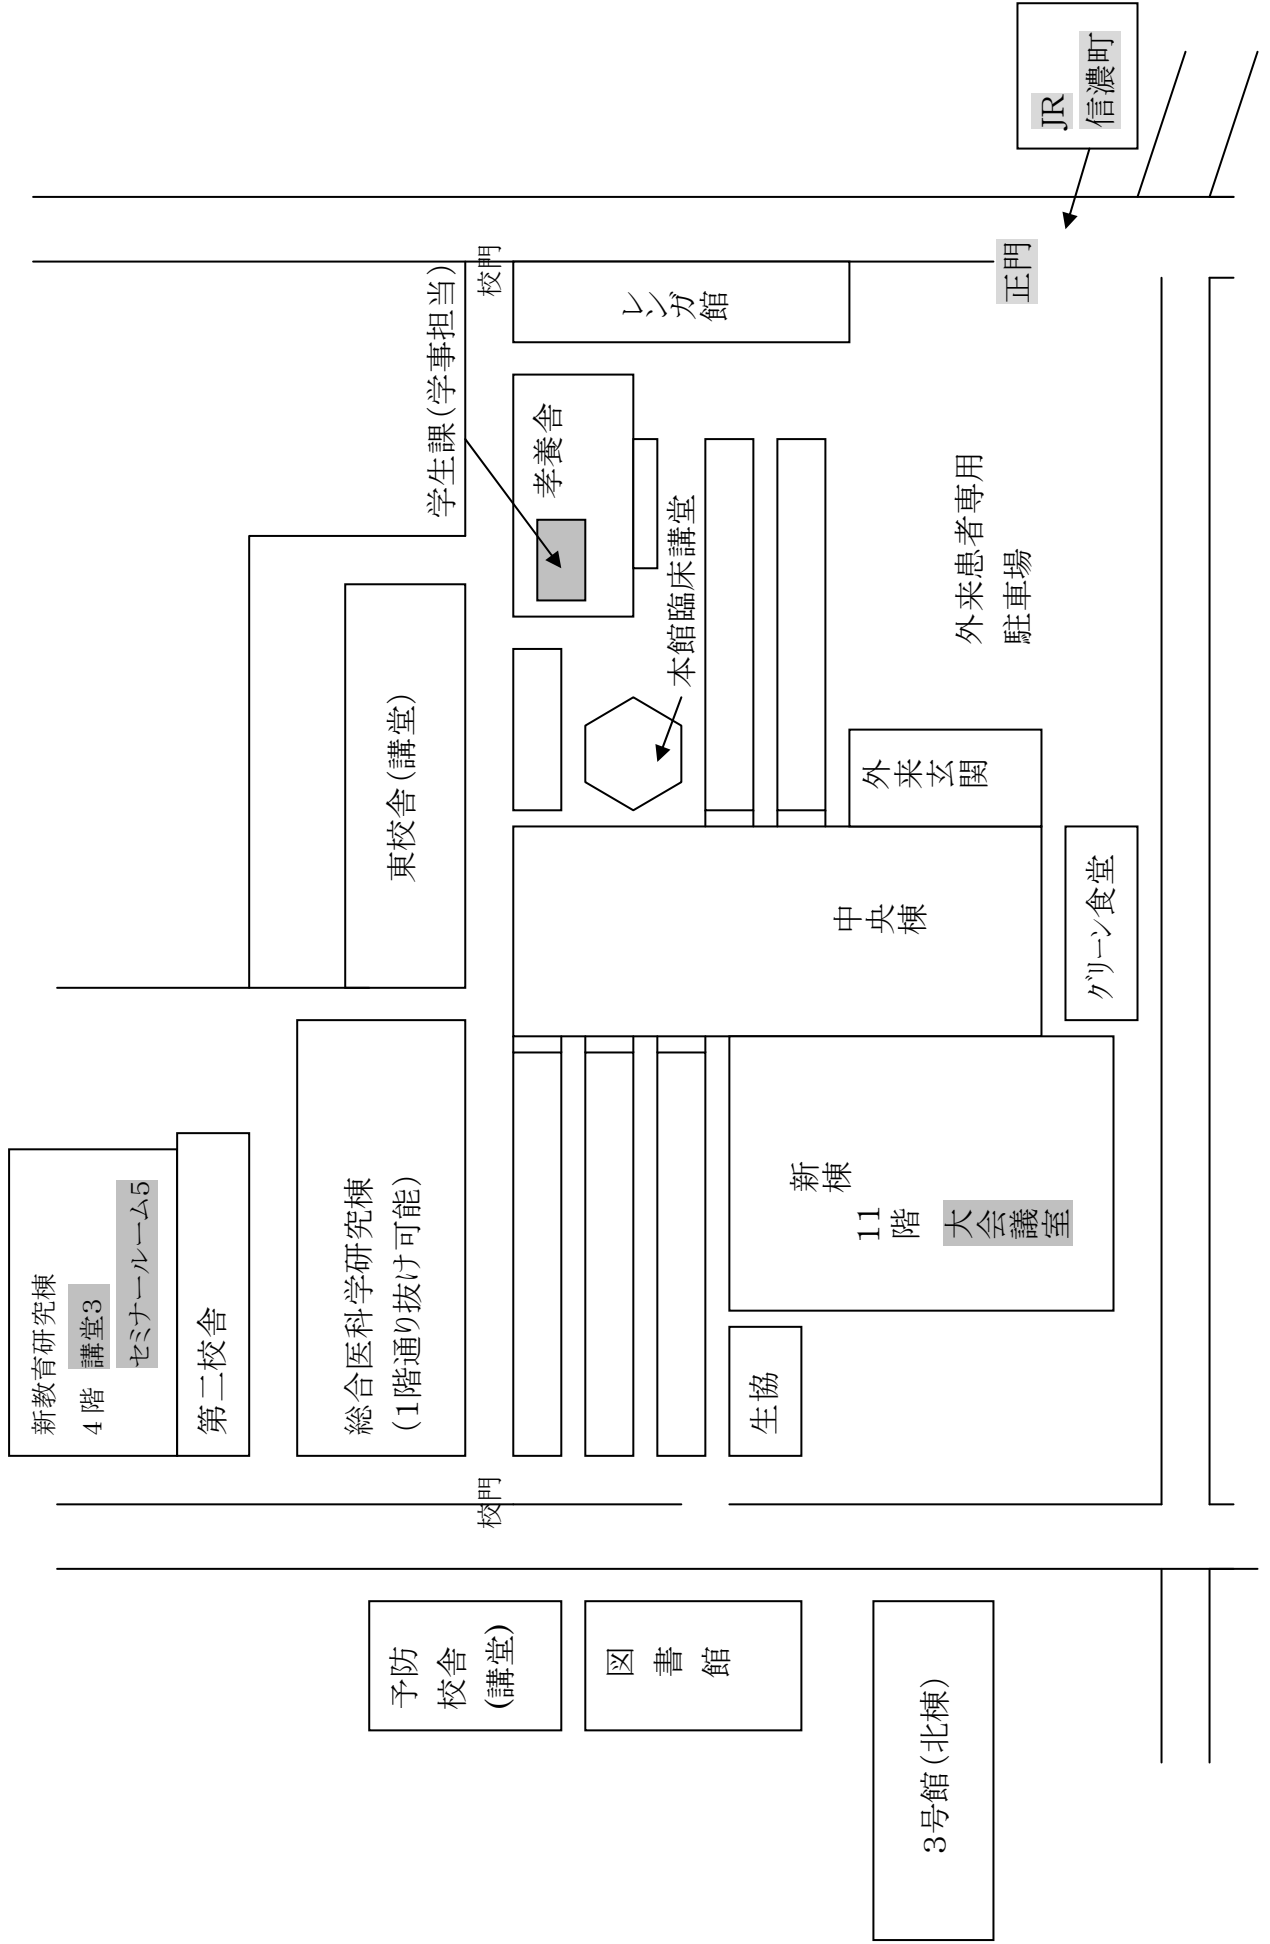 新教育研究棟
4 階 講堂3
セミナールーム5
第二校舎
総合医科学研究棟
(1階通り抜け可能)
東校舎(講堂)
学生課(学事担当)
校門
孝養舎
レンガ館
本館臨床講堂
校門
予防
校舎
(講堂)
図
書
館
生協
新棟
11階
大会議室
中央棟
外来玄関
外来患者専用
駐車場
正門
JR
信濃町
グリーン食堂
3号館(北棟)